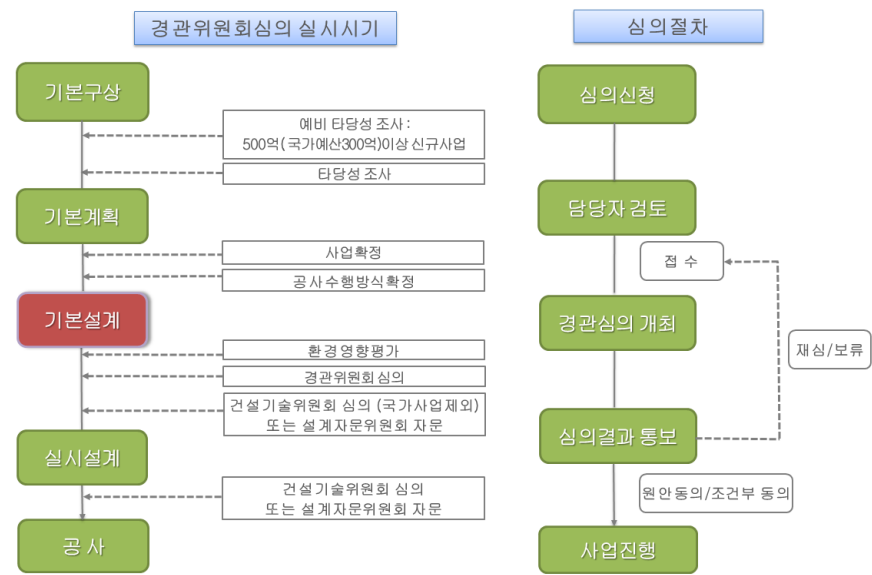 경관위원회심의 실시시기
기본구상
예비 타당성 조사 :
500억( 국가예산300억)이상 신규사업
타당성 조사
기본계획
사업확정
공사수행방식확정
기본설계
환경영향평가
경관위원회심의
건설기술위원회 심의 (국가사업제외)
또는 설계자문위원회 자문
실시설계
건설기술위원회 심의
또는 설계자문위원회 자문
공 사
심의절차
심의신청
담당자 검토
접 수
경관심의 개최
재심/보류
심의결과 통보
원안동의/조건부 동의
사업진행